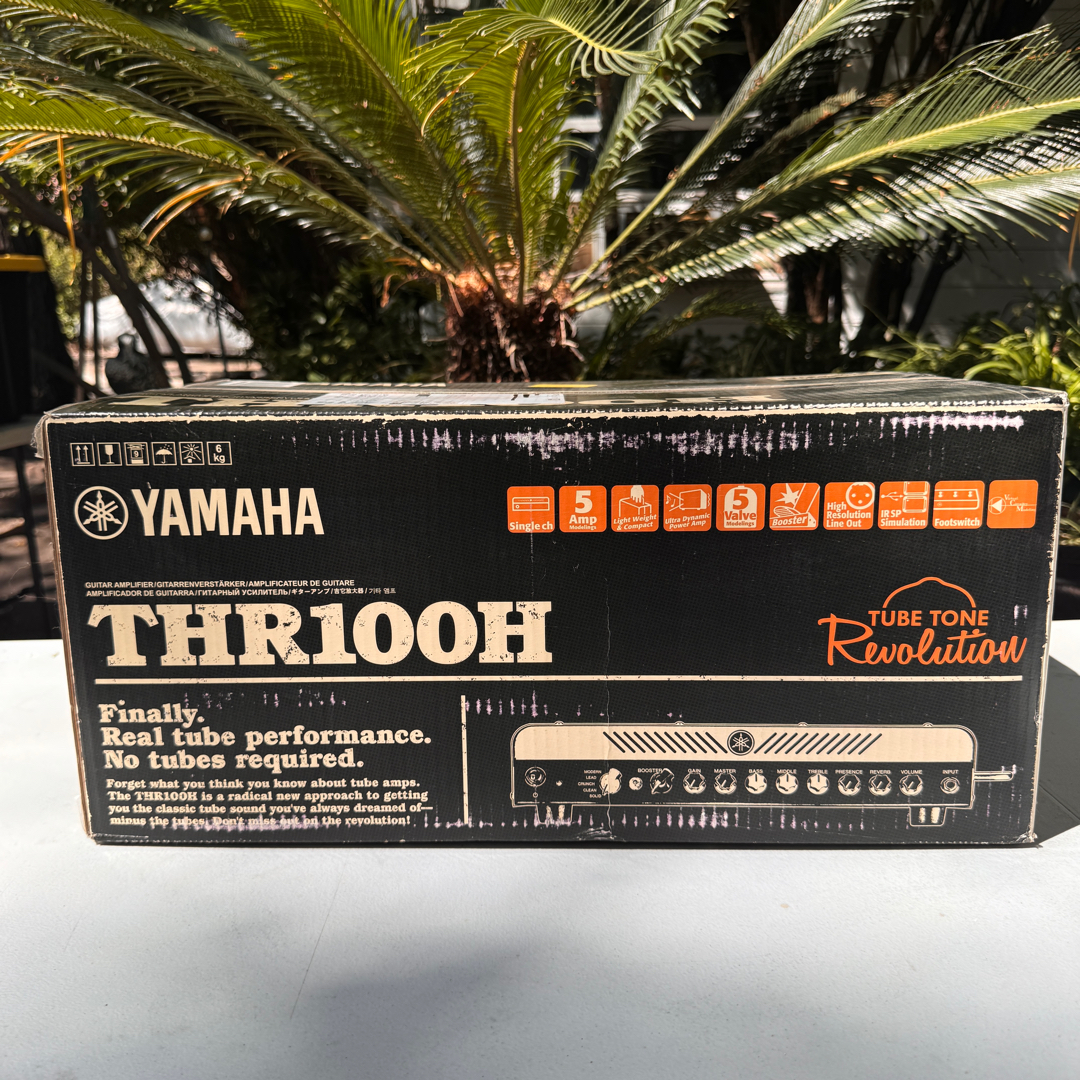 9
6
kg
YAMAHA
Single ch
5
Amp
Modelings
Light Weight
& Compact
Ultra Dynamic
Power Amp
5
Valve
Modelings
Booster
High
Resolution
Line Out
IR SP
Simulation
Footswitch
GUITAR AMPLIFIER/GITARRENVERSTÄRKER/AMPLIFICATEUR DE GUITARE
AMPLIFICADOR DE GUITARRA/ГИТАРНЫЙ УСИЛИТЕЛЬ/ギターアンプ/吉它放大器/기타 앰프
THR100H
TUBE TONE
Revolution
Finally.
Real tube performance.
No tubes required.
Forget what you think you know about tube amps.
The THR100H is a radical new approach to getting
you the classic tube sound you've always dreamed of—
minus the tubes. Don't miss out on the revolution!
MODERN
LEAD
CRUNCH
CLEAN
SOLID
BOOSTER
GAIN
MASTER
BASS
MIDDLE
TREBLE
PRESENCE
REVERB
VOLUME
INPUT